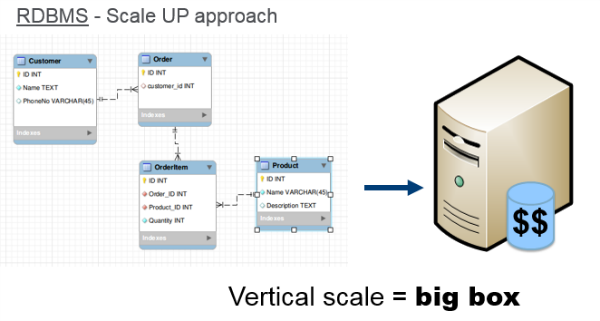 RDBMS - Scale UP approach
Customer
ID INT
Name TEXT
PhoneNo VARCHAR(45)
Indexes
Order
ID INT
customer_id INT
Indexes
OrderItem
ID INT
Order_ID INT
Product_ID INT
Quantity INT
Indexes
Product
ID INT
Name VARCHAR(45)
Description TEXT
Indexes
$$
Vertical scale = big box